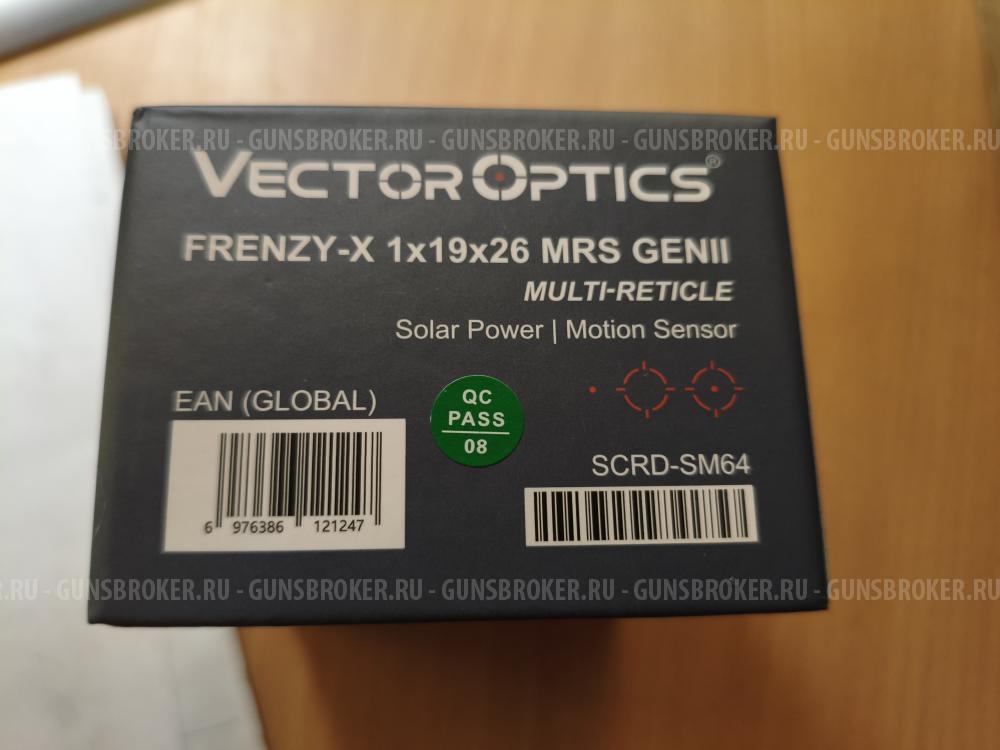 GUNSBROKER.RU - GUNSBROKER.RU - GUNSBROKER.RU - GUNSBROKER.RU - GUNSBROKER.RU
VECTOR OPTICS®
FRENZY-X 1x19x26 MRS GENII
MULTI-RETICLE
Solar Power | Motion Sensor
EAN (GLOBAL)
QC
PASS
08
SCRD-SM64
6 976386 121247
.RU - GUNSBROKER.RU - GUNSBROKER.RU - GUNSBROKER.RU - GUNSBROKER.RU - GUNSBROKER.RU